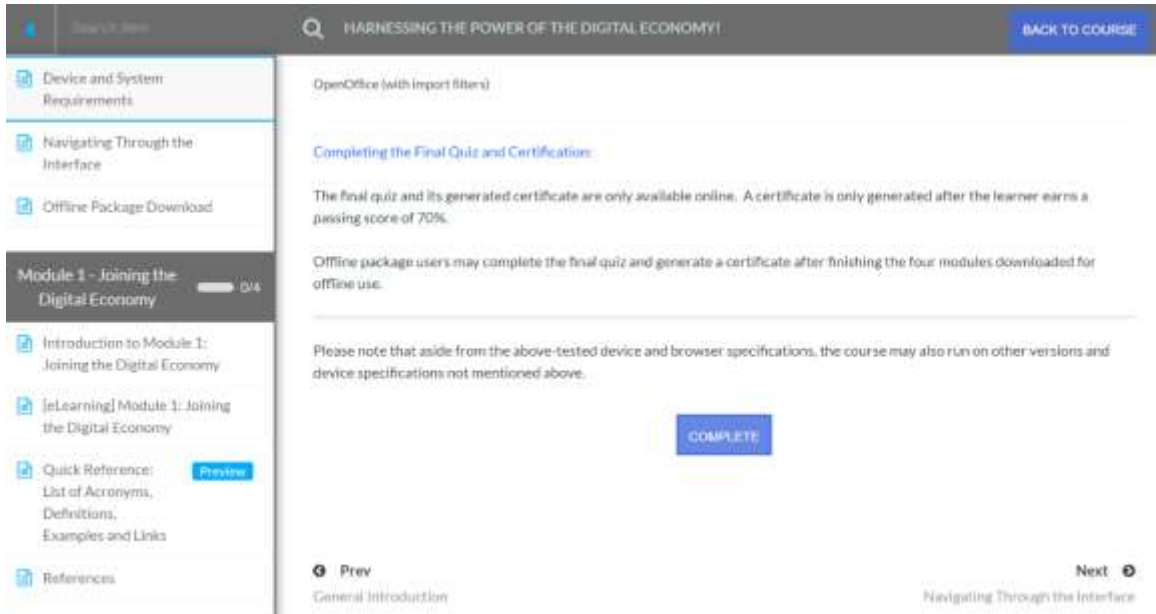 Search item
HARNESSING THE POWER OF THE DIGITAL ECONOMY!
BACK TO COURSE
Device and System
Requirements
Navigating Through the
Interface
Offline Package Download
Module 1 - Joining the
Digital Economy
0/4
Introduction to Module 1:
Joining the Digital Economy
[eLearning] Module 1: Joining
the Digital Economy
Quick Reference:
List of Acronyms,
Definitions,
Examples and Links
Preview
References
OpenOffice (with import filters)
Completing the Final Quiz and Certification:
The final quiz and its generated certificate are only available online. A certificate is only generated after the learner earns a
passing score of 70%.
Offline package users may complete the final quiz and generate a certificate after finishing the four modules downloaded for
offline use.
Please note that aside from the above-tested device and browser specifications, the course may also run on other versions and
device specifications not mentioned above.
COMPLETE
Prev
General Introduction
Next
Navigating Through the Interface